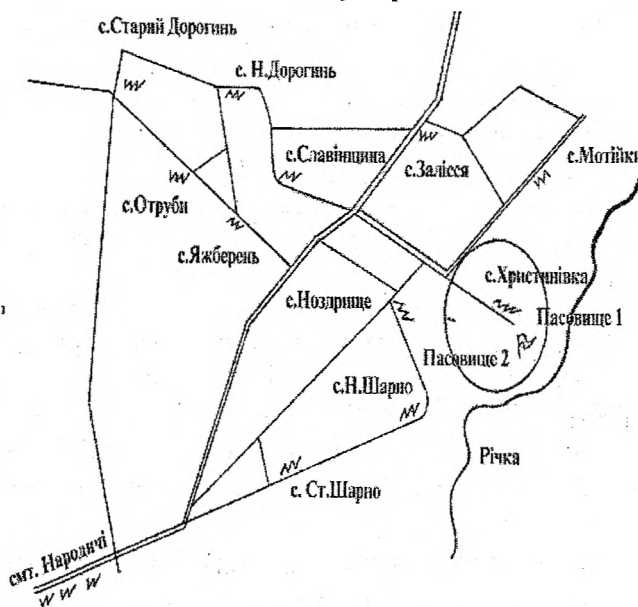 с.Старий Дорогинь
с. Н.Дорогинь
с.Славінщина
с.Залісся
с.Мотійки
с.Отруби
с.Яжберень
с.Христинівка
с.Ноздрище
Пасовище 1
Пасовище 2
с.Н.Шарно
Річка
с. Ст.Шарно
смт. Народичі